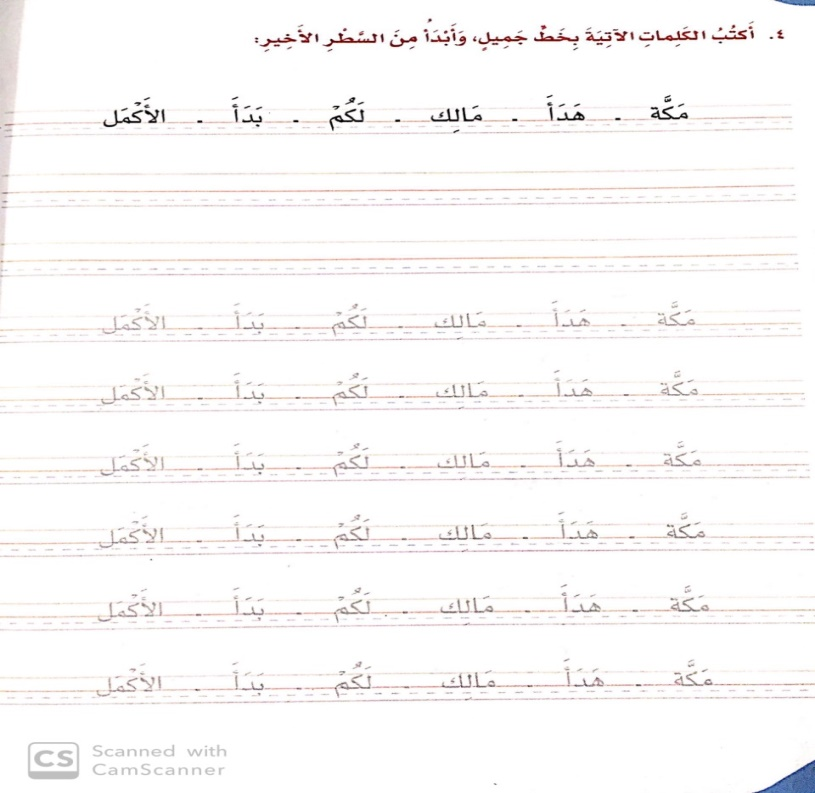 ٤. أَكتُبُ الكَلِماتِ الآتِيَةَ بِخَطٍّ جَمِيلٍ، وَأَبْدَأُ مِنَ السَّطْرِ الأَخِيرِ:
مَكَّة - هَدَأَ - مَالِك - لَكُمْ - بَدَأَ - الأَكْمَل
مَكَّة - هَدَأَ - مَالِك - لَكُمْ - بَدَأَ - الأَكْمَل
مَكَّة - هَدَأَ - مَالِك - لَكُمْ - بَدَأَ - الأَكْمَل
مَكَّة - هَدَأَ - مَالِك - لَكُمْ - بَدَأَ - الأَكْمَل
مَكَّة - هَدَأَ - مَالِك - لَكُمْ - بَدَأَ - الأَكْمَل
مَكَّة - هَدَأَ - مَالِك - لَكُمْ - بَدَأَ - الأَكْمَل
مَكَّة - هَدَأَ - مَالِك - لَكُمْ - بَدَأَ - الأَكْمَل
CS Scanned with
CamScanner